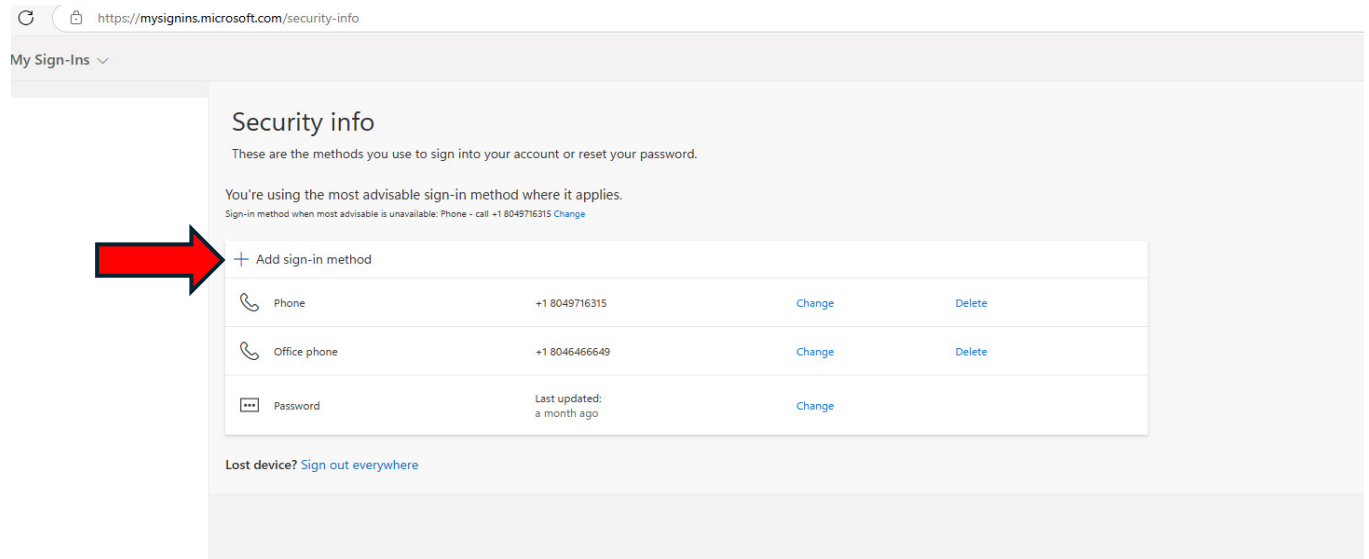 https://mysignins.microsoft.com/security-info
My Sign-Ins
Security info
These are the methods you use to sign into your account or reset your password.
You're using the most advisable sign-in method where it applies.
Sign-in method when most advisable is unavailable: Phone - call +1 8049716315 Change
+ Add sign-in method
Phone +1 8049716315 Change Delete
Office phone +1 8046466649 Change Delete
Password Last updated: Change
a month ago
Lost device? Sign out everywhere